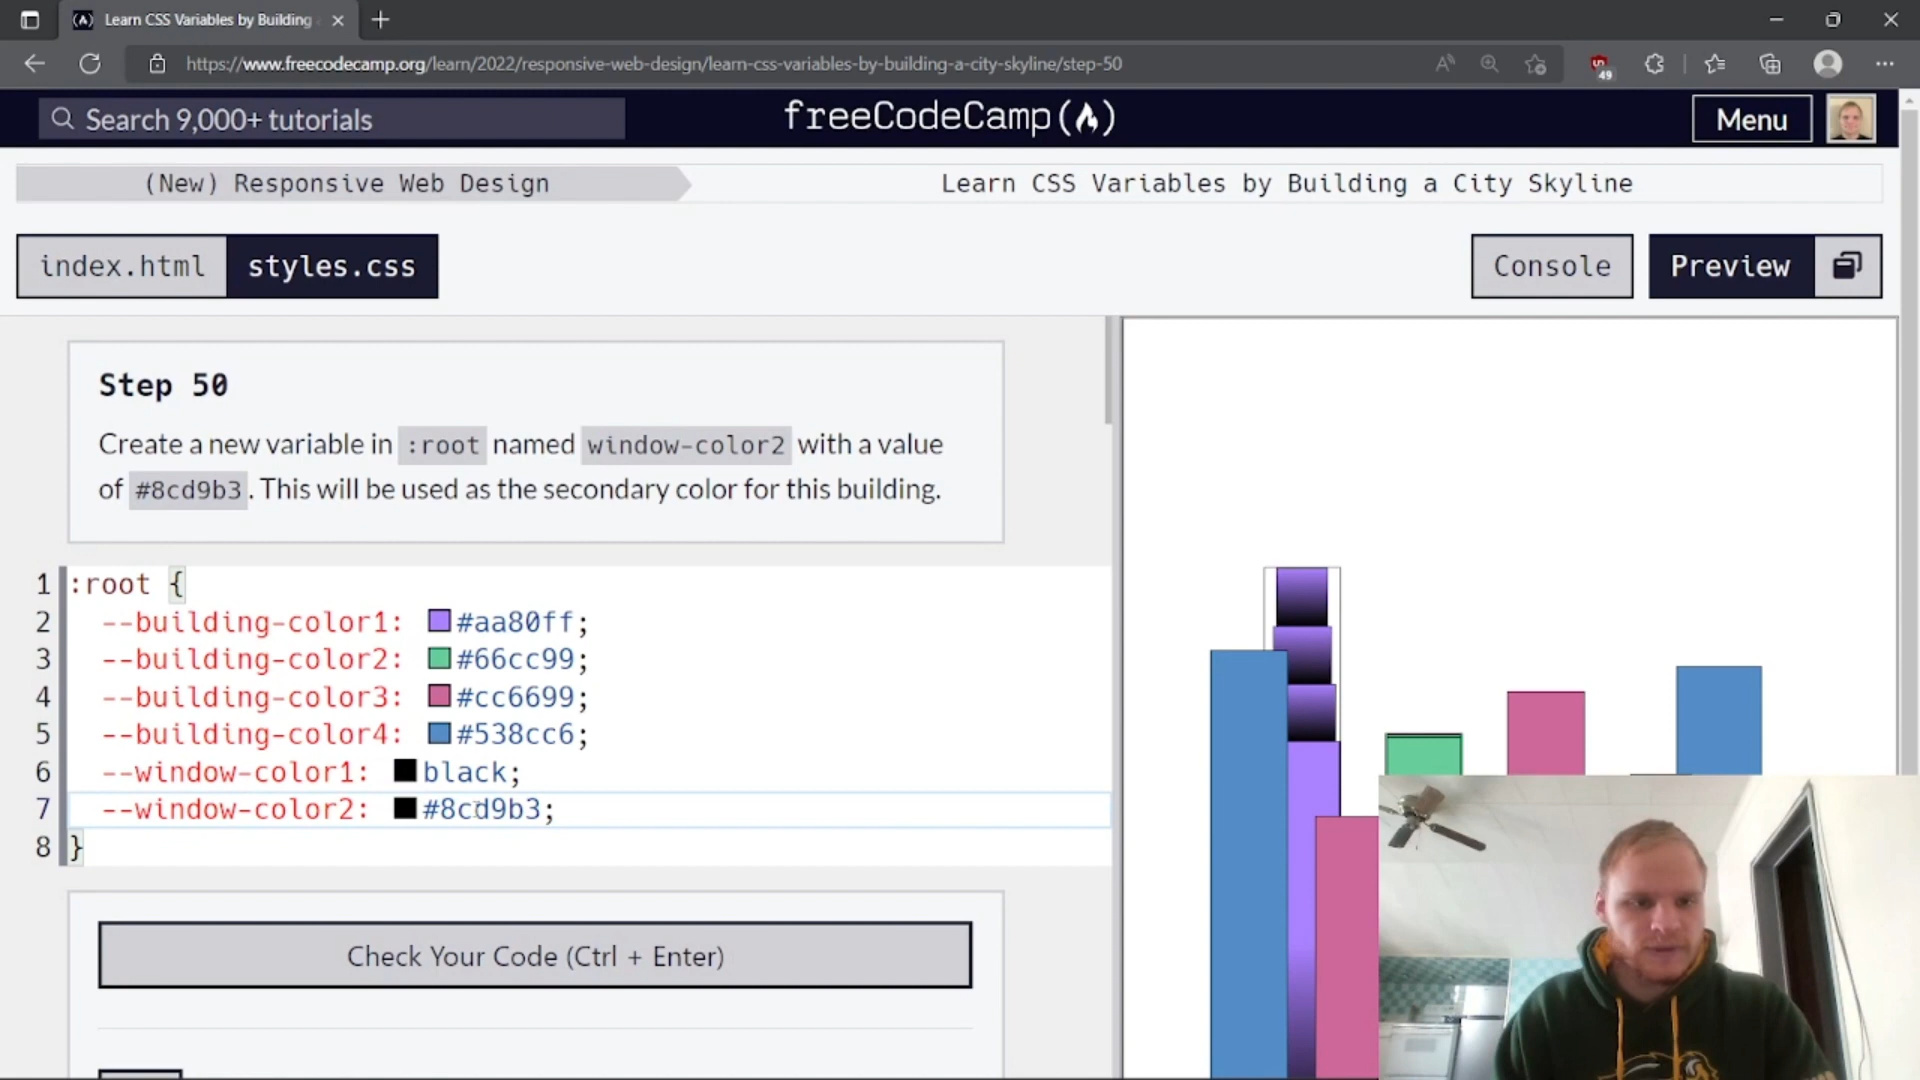 Learn CSS Variables by Building
https://www.freecodecamp.org/learn/2022/responsive-web-design/learn-css-variables-by-building-a-city-skyline/step-50
49
Search 9,000+ tutorials
freeCodeCamp
Menu
(New) Responsive Web Design
Learn CSS Variables by Building a City Skyline
index.html
styles.css
Console
Preview
Step 50
Create a new variable in :root named window-color2 with a value
of #8cd9b3. This will be used as the secondary color for this building.
1 :root {
2 --building-color1: #aa80ff;
3 --building-color2: #66cc99;
4 --building-color3: #cc6699;
5 --building-color4: #538cc6;
6 --window-color1: black;
7 --window-color2: #8cd9b3;
8 }
Check Your Code (Ctrl + Enter)